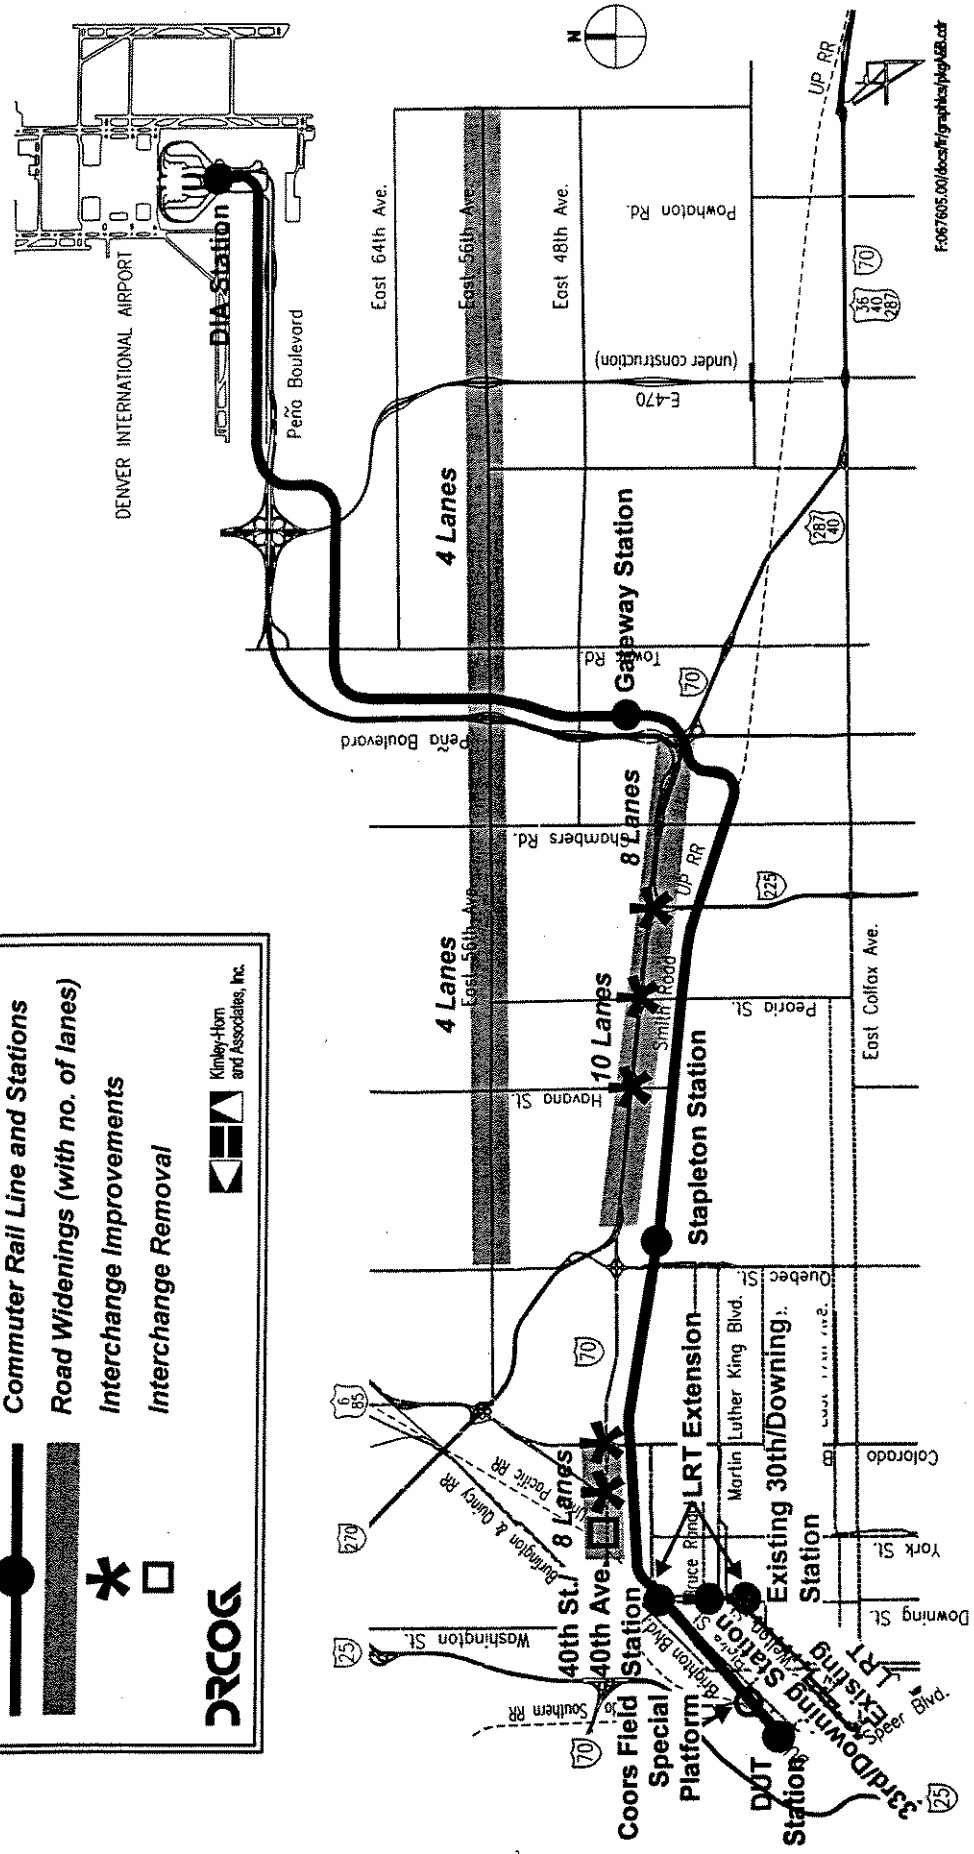 Commuter Rail Line and Stations
Road Widenings (with no. of lanes)
Interchange Improvements
Interchange Removal
DRCOG
Kimley-Horn
and Associates, Inc.
N
DENVER INTERNATIONAL AIRPORT
DIA Station
Peña Boulevard
East 64th Ave.
East 56th Ave.
East 48th Ave.
Powhaton Rd.
UP RR
E-470
(under construction)
70
36
40
287
287
40
4 Lanes
Gateway Station
Tower Rd.
70
Peña Boulevard
Chambers Rd.
8 Lanes
UP RR
225
4 Lanes
East 56th Ave.
10 Lanes
Smith Road
Peoria St.
Havana St.
East Colfax Ave.
Stapleton Station
Quebec St.
70
6
85
270
LRT Extension
Martin Luther King Blvd.
Existing 30th/Downing
Station
Colorado B
York St.
Downing St.
Burlington & Quincy RR
Pacific RR
8 Lanes
40th St./
40th Ave.
Station
Washington St.
25
Brighton Blvd.
Southern RR
70
Coors Field
Special
Platform
DUT
Station
33rd/Downing Station
Existing
LRT
Welton
Speer Blvd.
25
F:067605.00/docs/fr/graphics/pkgA&B.cdr